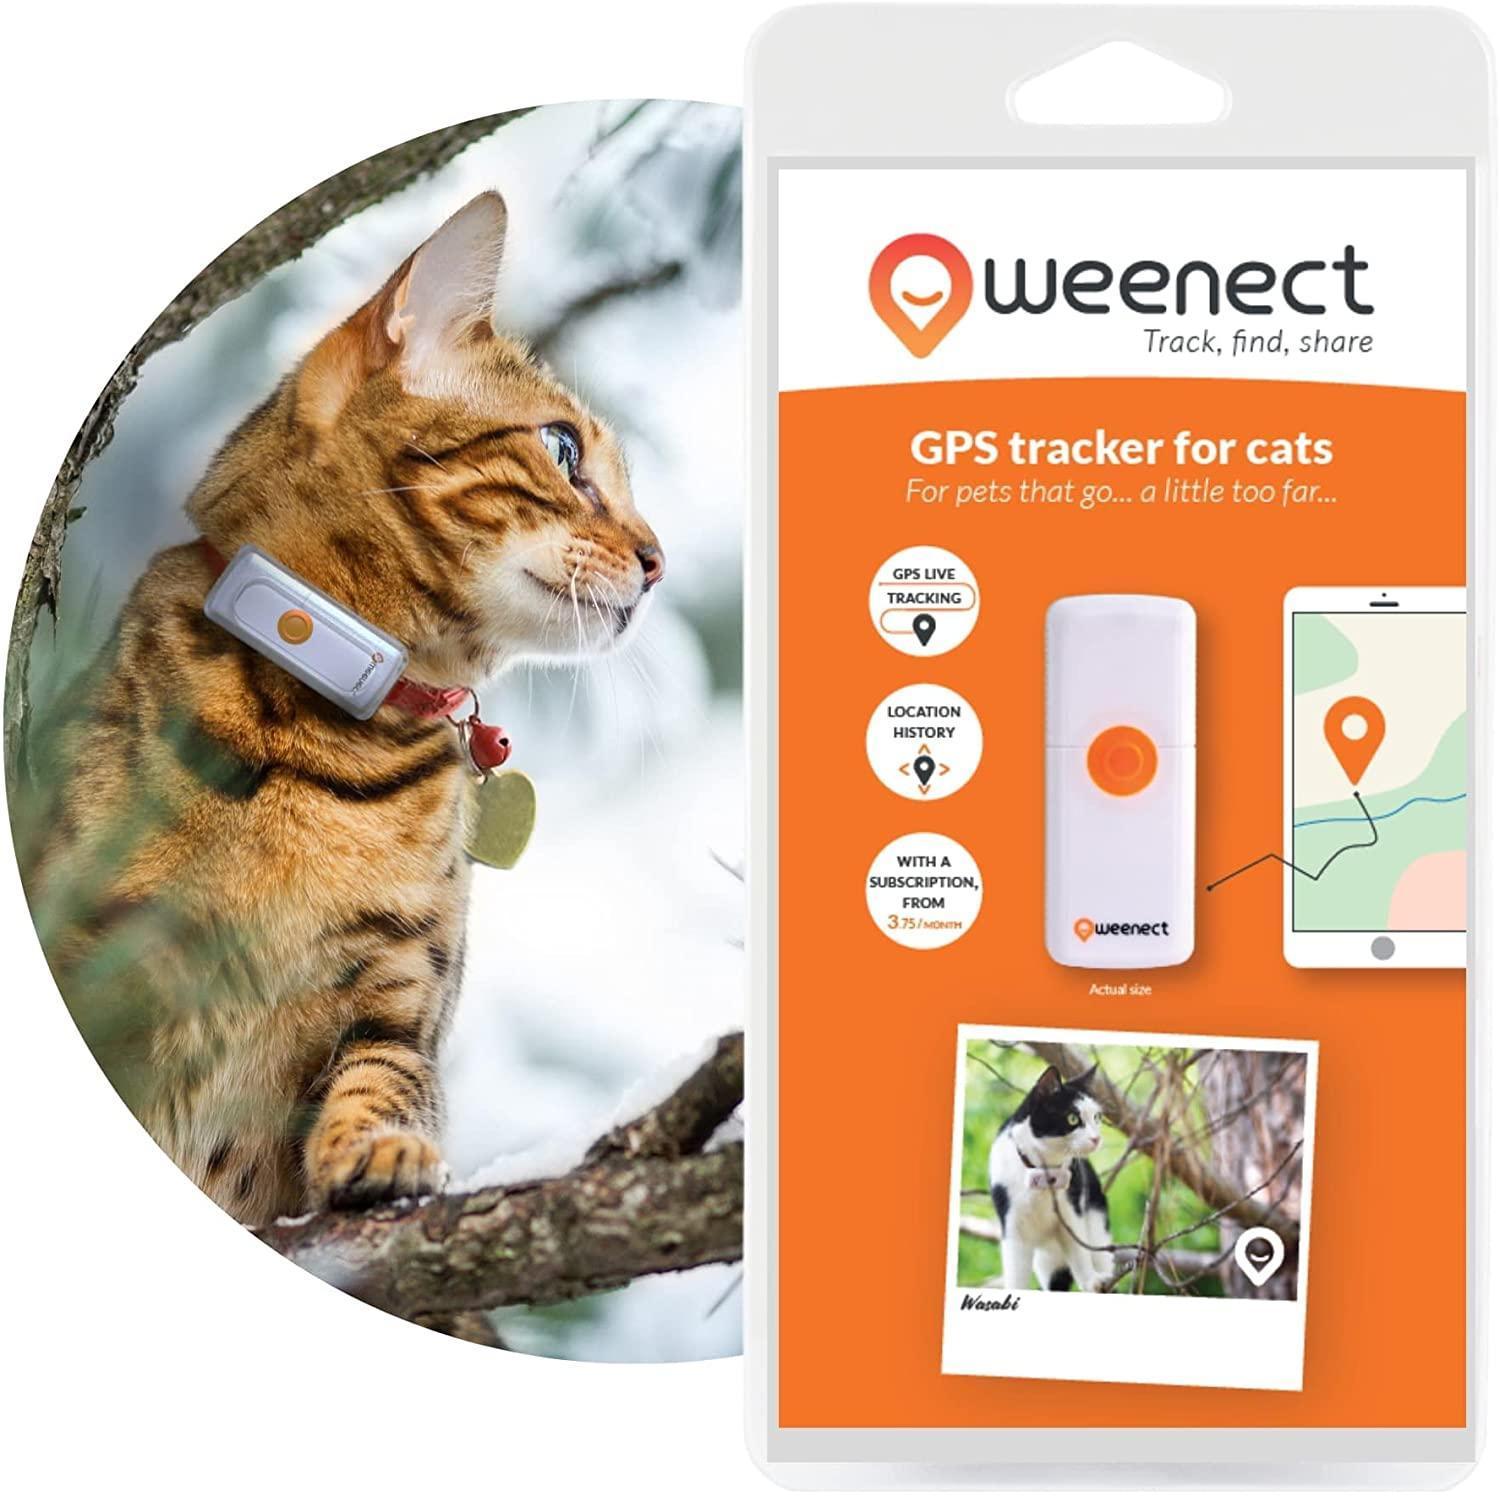 weenect
Track, find, share
GPS tracker for cats
For pets that go... a little too far...
GPS LIVE
TRACKING
LOCATION
HISTORY
WITH A
SUBSCRIPTION,
FROM
3.75 / MONTH
weenect
Actual size
Wasabi
weenect